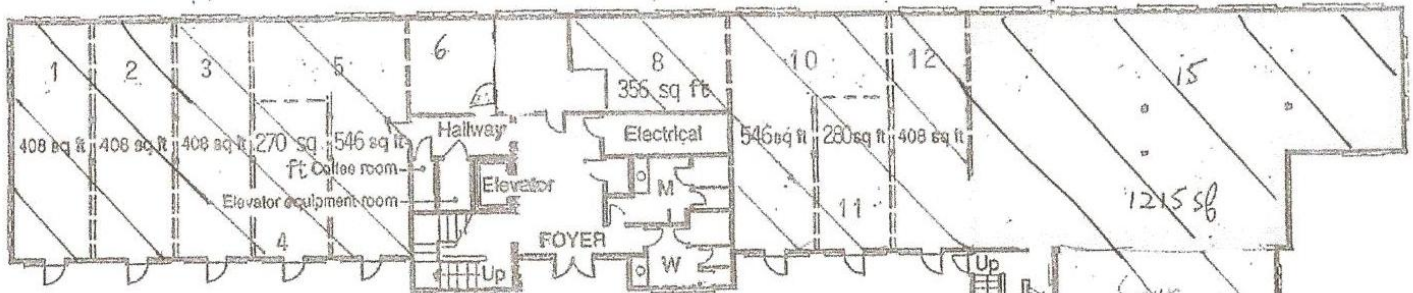 1
2
3
5
6
8
10
12
15
356 sq ft
408 sq ft
408 sq ft
408 sq ft
270 sq
ft
546 sq ft
Hallway
Electrical
546 sq ft
280 sq ft
408 sq ft
Coffee room
Elevator
M
Elevator equipment room
1215 sf
4
11
FOYER
Up
W
Up